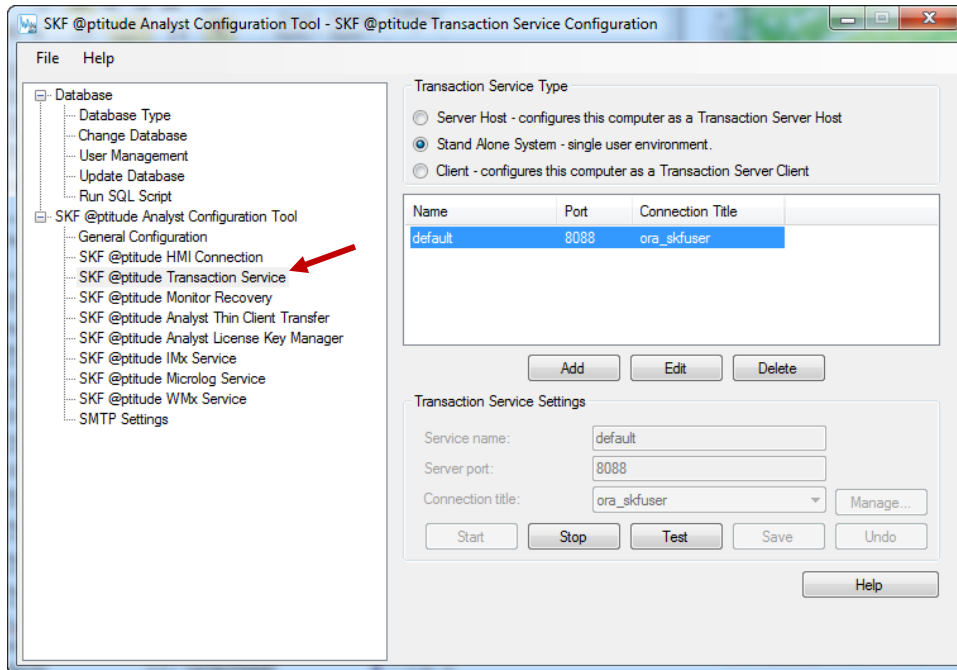 SKF @ptitude Analyst Configuration Tool - SKF @ptitude Transaction Service Configuration
File Help
Database
Database Type
Change Database
User Management
Update Database
Run SQL Script
SKF @ptitude Analyst Configuration Tool
General Configuration
SKF @ptitude HMI Connection
SKF @ptitude Transaction Service
SKF @ptitude Monitor Recovery
SKF @ptitude Analyst Thin Client Transfer
SKF @ptitude Analyst License Key Manager
SKF @ptitude IMx Service
SKF @ptitude Microlog Service
SKF @ptitude WMx Service
SMTP Settings
Transaction Service Type
Server Host - configures this computer as a Transaction Server Host
Stand Alone System - single user environment.
Client - configures this computer as a Transaction Server Client
Name Port Connection Title
default 8088 ora_skfuser
Add Edit Delete
Transaction Service Settings
Service name: default
Server port: 8088
Connection title: ora_skfuser Manage...
Start Stop Test Save Undo
Help